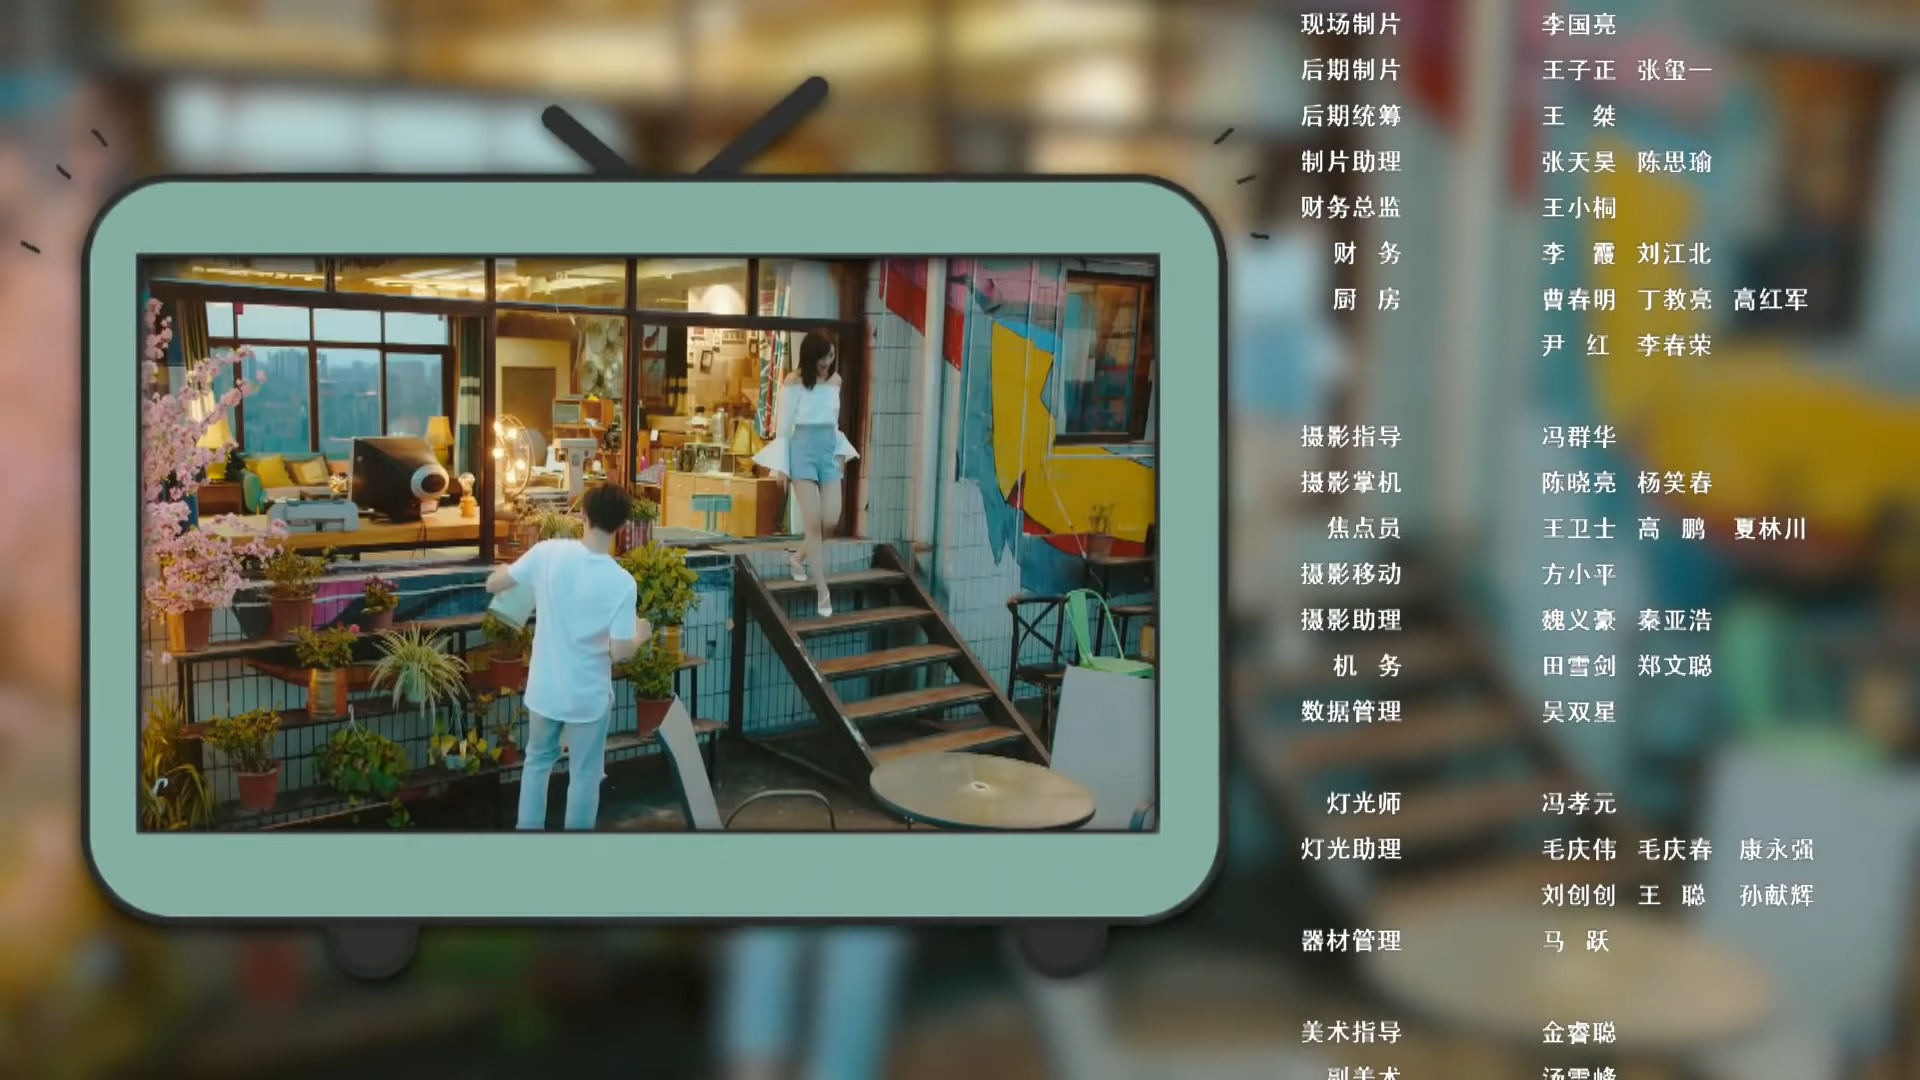 现场制片 李国亮
后期制片 王子正 张玺一
后期统筹 王 桀
制片助理 张天昊 陈思瑜
财务总监 王小桐
财 务 李 霞 刘江北
厨 房 曹春明 丁教亮 高红军
尹 红 李春荣
摄影指导 冯群华
摄影掌机 陈晓亮 杨笑春
焦点员 王卫士 高 鹏 夏林川
摄影移动 方小平
摄影助理 魏义豪 秦亚浩
机 务 田雪剑 郑文聪
数据管理 吴双星
灯光师 冯孝元
灯光助理 毛庆伟 毛庆春 康永强
刘创创 王 聪 孙献辉
器材管理 马 跃
美术指导 金睿聪
副美术 汤雪峰